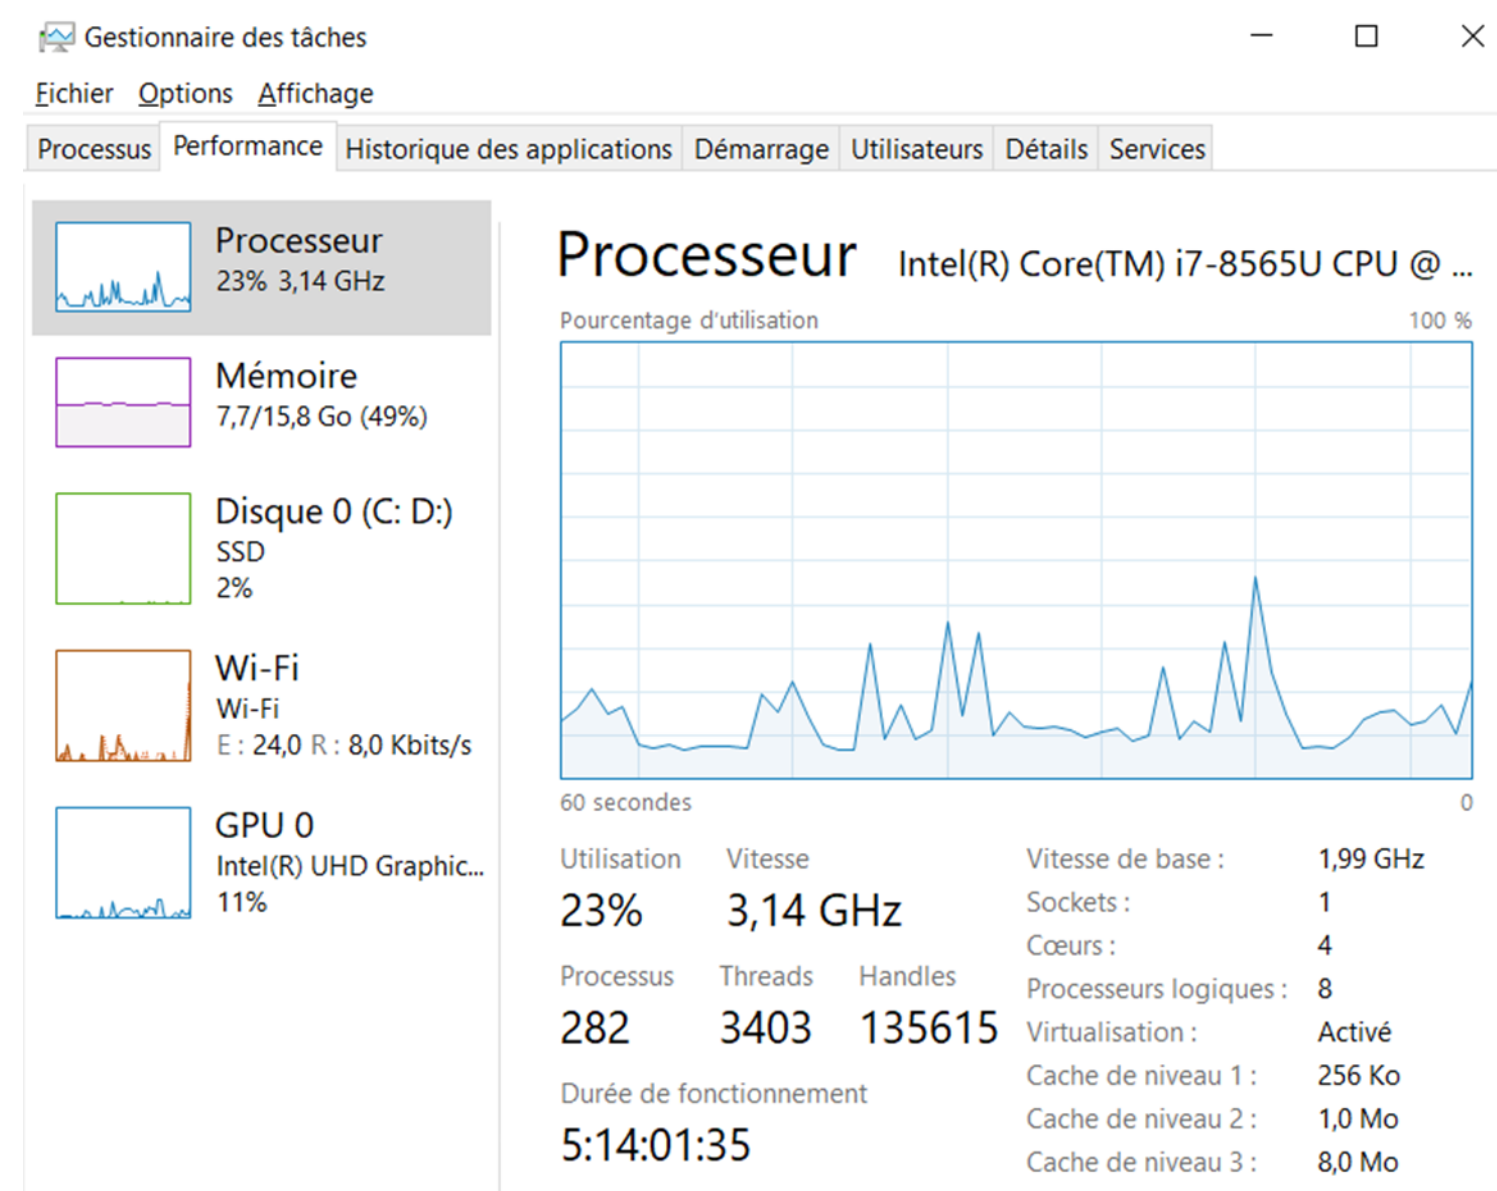 Gestionnaire des tâches
Fichier Options Affichage
Processus Performance Historique des applications Démarrage Utilisateurs Détails Services
Processeur
23% 3,14 GHz
Mémoire
7,7/15,8 Go (49%)
Disque 0 (C: D:)
SSD
2%
Wi-Fi
Wi-Fi
E : 24,0 R : 8,0 Kbits/s
GPU 0
Intel(R) UHD Graphic...
11%
Processeur Intel(R) Core(TM) i7-8565U CPU @ ...
Pourcentage d'utilisation 100 %
60 secondes 0
Utilisation Vitesse
23% 3,14 GHz
Processus Threads Handles
282 3403 135615
Durée de fonctionnement
5:14:01:35
Vitesse de base : 1,99 GHz
Sockets : 1
Cœurs : 4
Processeurs logiques : 8
Virtualisation : Activé
Cache de niveau 1 : 256 Ko
Cache de niveau 2 : 1,0 Mo
Cache de niveau 3 : 8,0 Mo